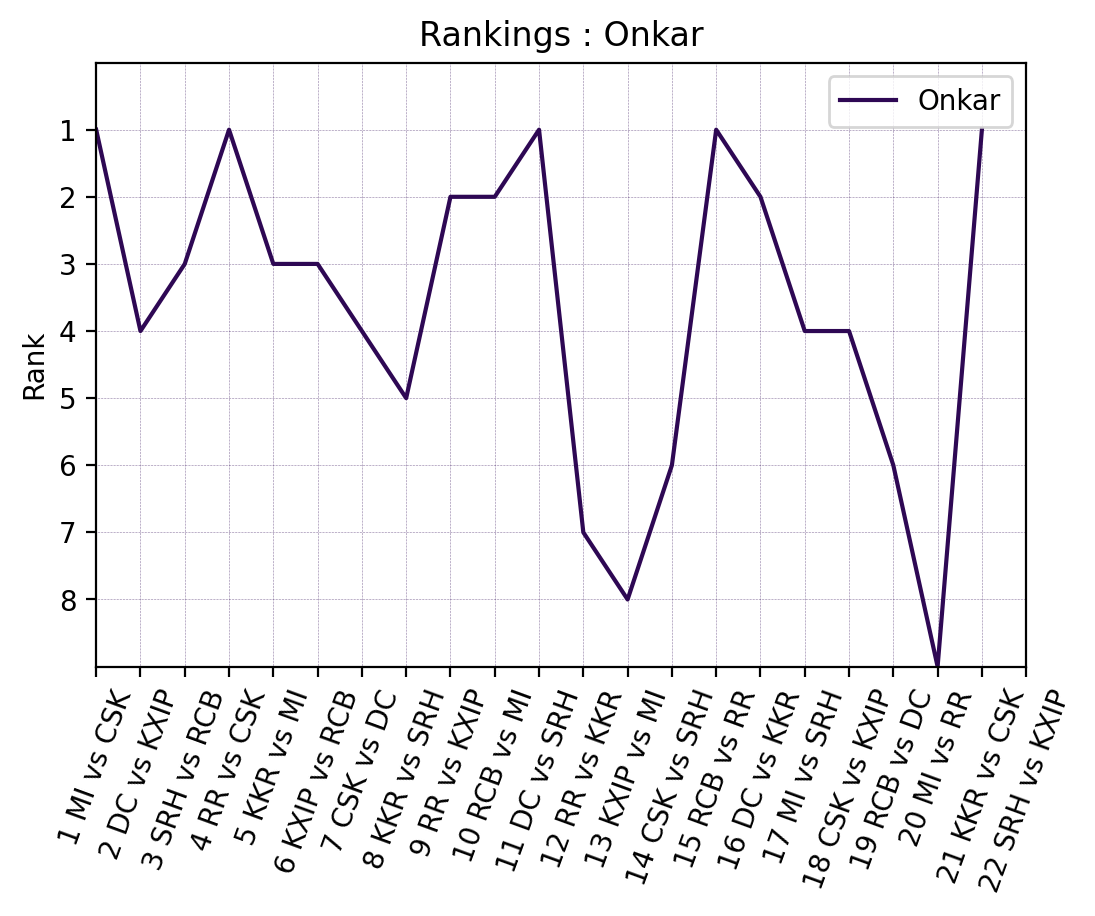 Rankings : Onkar
Onkar
Rank
1
2
3
4
5
6
7
8
1 MI vs CSK
2 DC vs KXIP
3 SRH vs RCB
4 RR vs CSK
5 KKR vs MI
6 KXIP vs RCB
7 CSK vs DC
8 KKR vs SRH
9 RR vs KXIP
10 RCB vs MI
11 DC vs SRH
12 RR vs KKR
13 KXIP vs MI
14 CSK vs SRH
15 RCB vs RR
16 DC vs KKR
17 MI vs SRH
18 CSK vs KXIP
19 RCB vs DC
20 MI vs RR
21 KKR vs CSK
22 SRH vs KXIP